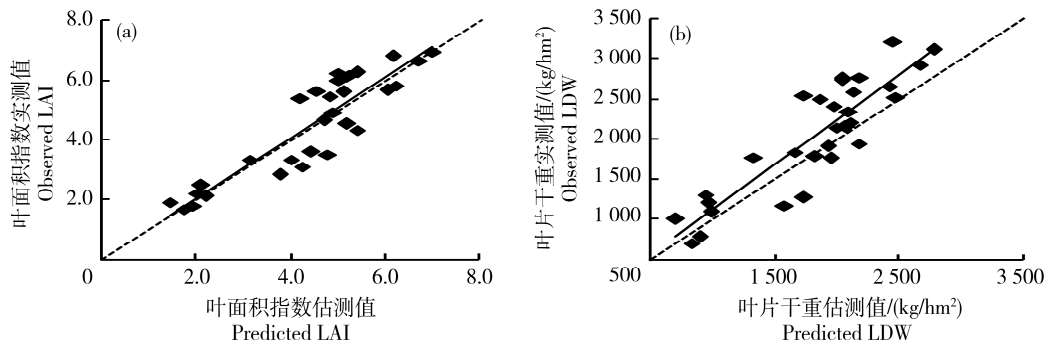 (a)
叶面积指数实测值
Observed LAI
8.0
6.0
4.0
2.0
0
2.0
4.0
6.0
8.0
叶面积指数估测值
Predicted LAI
(b)
叶片干重实测值/(kg/hm²)
Observed LDW
3 500
3 000
2 500
2 000
1 500
1 000
500
1 500
2 500
3 500
叶片干重估测值/(kg/hm²)
Predicted LDW